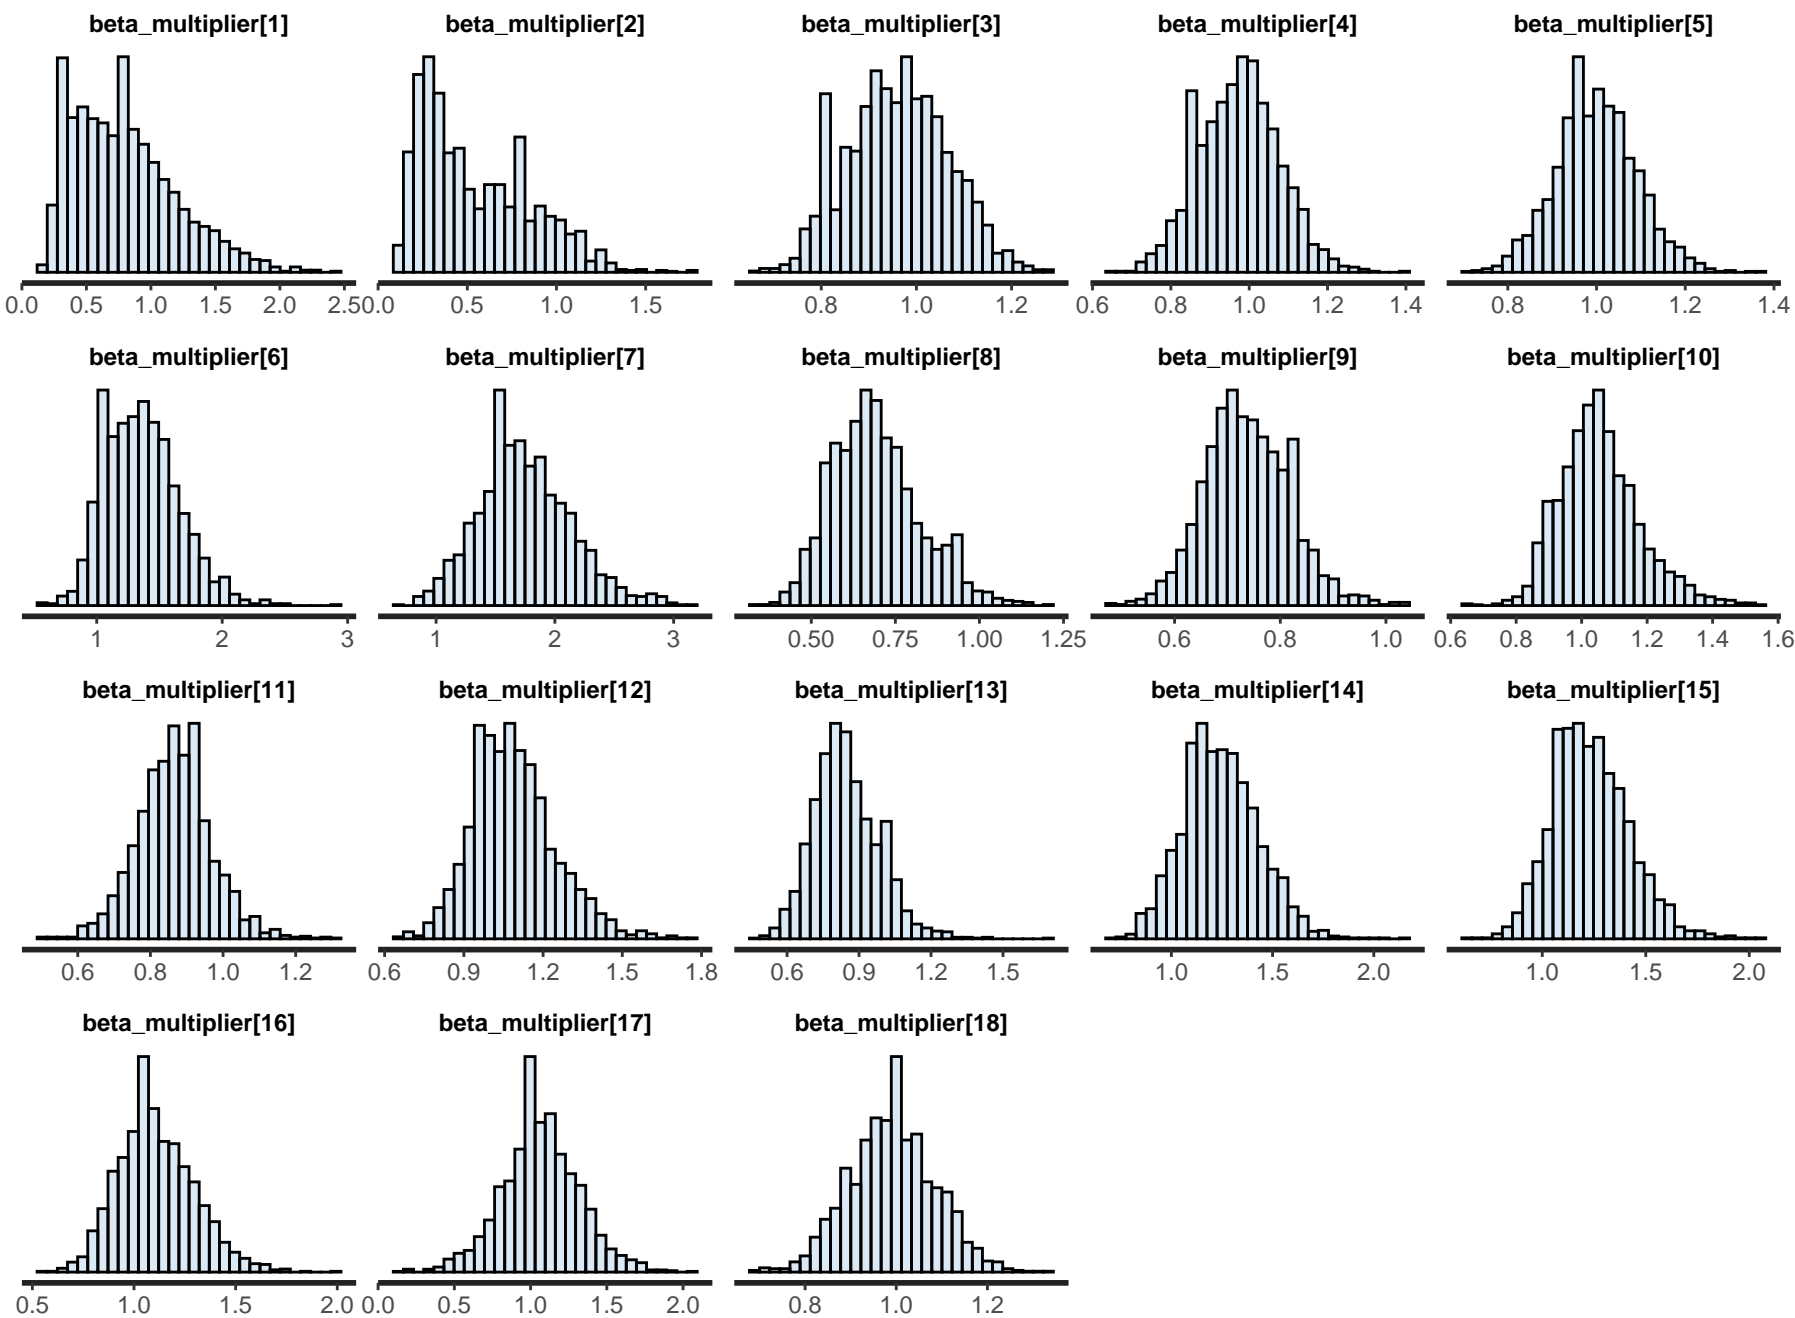 beta_multiplier[1] beta_multiplier[2] beta_multiplier[3] beta_multiplier[4] beta_multiplier[5]
0.0 0.5 1.0 1.5 2.0 2.5 0.0 0.5 1.0 1.5 0.8 1.0 1.2 0.6 0.8 1.0 1.2 1.4 0.8 1.0 1.2 1.4
beta_multiplier[6] beta_multiplier[7] beta_multiplier[8] beta_multiplier[9] beta_multiplier[10]
1 2 3 1 2 3 0.50 0.75 1.00 1.25 0.6 0.8 1.0 0.6 0.8 1.0 1.2 1.4 1.6
beta_multiplier[11] beta_multiplier[12] beta_multiplier[13] beta_multiplier[14] beta_multiplier[15]
0.6 0.8 1.0 1.2 0.6 0.9 1.2 1.5 1.8 0.6 0.9 1.2 1.5 1.0 1.5 2.0 1.0 1.5 2.0
beta_multiplier[16] beta_multiplier[17] beta_multiplier[18]
0.5 1.0 1.5 2.0 0.0 0.5 1.0 1.5 2.0 0.8 1.0 1.2